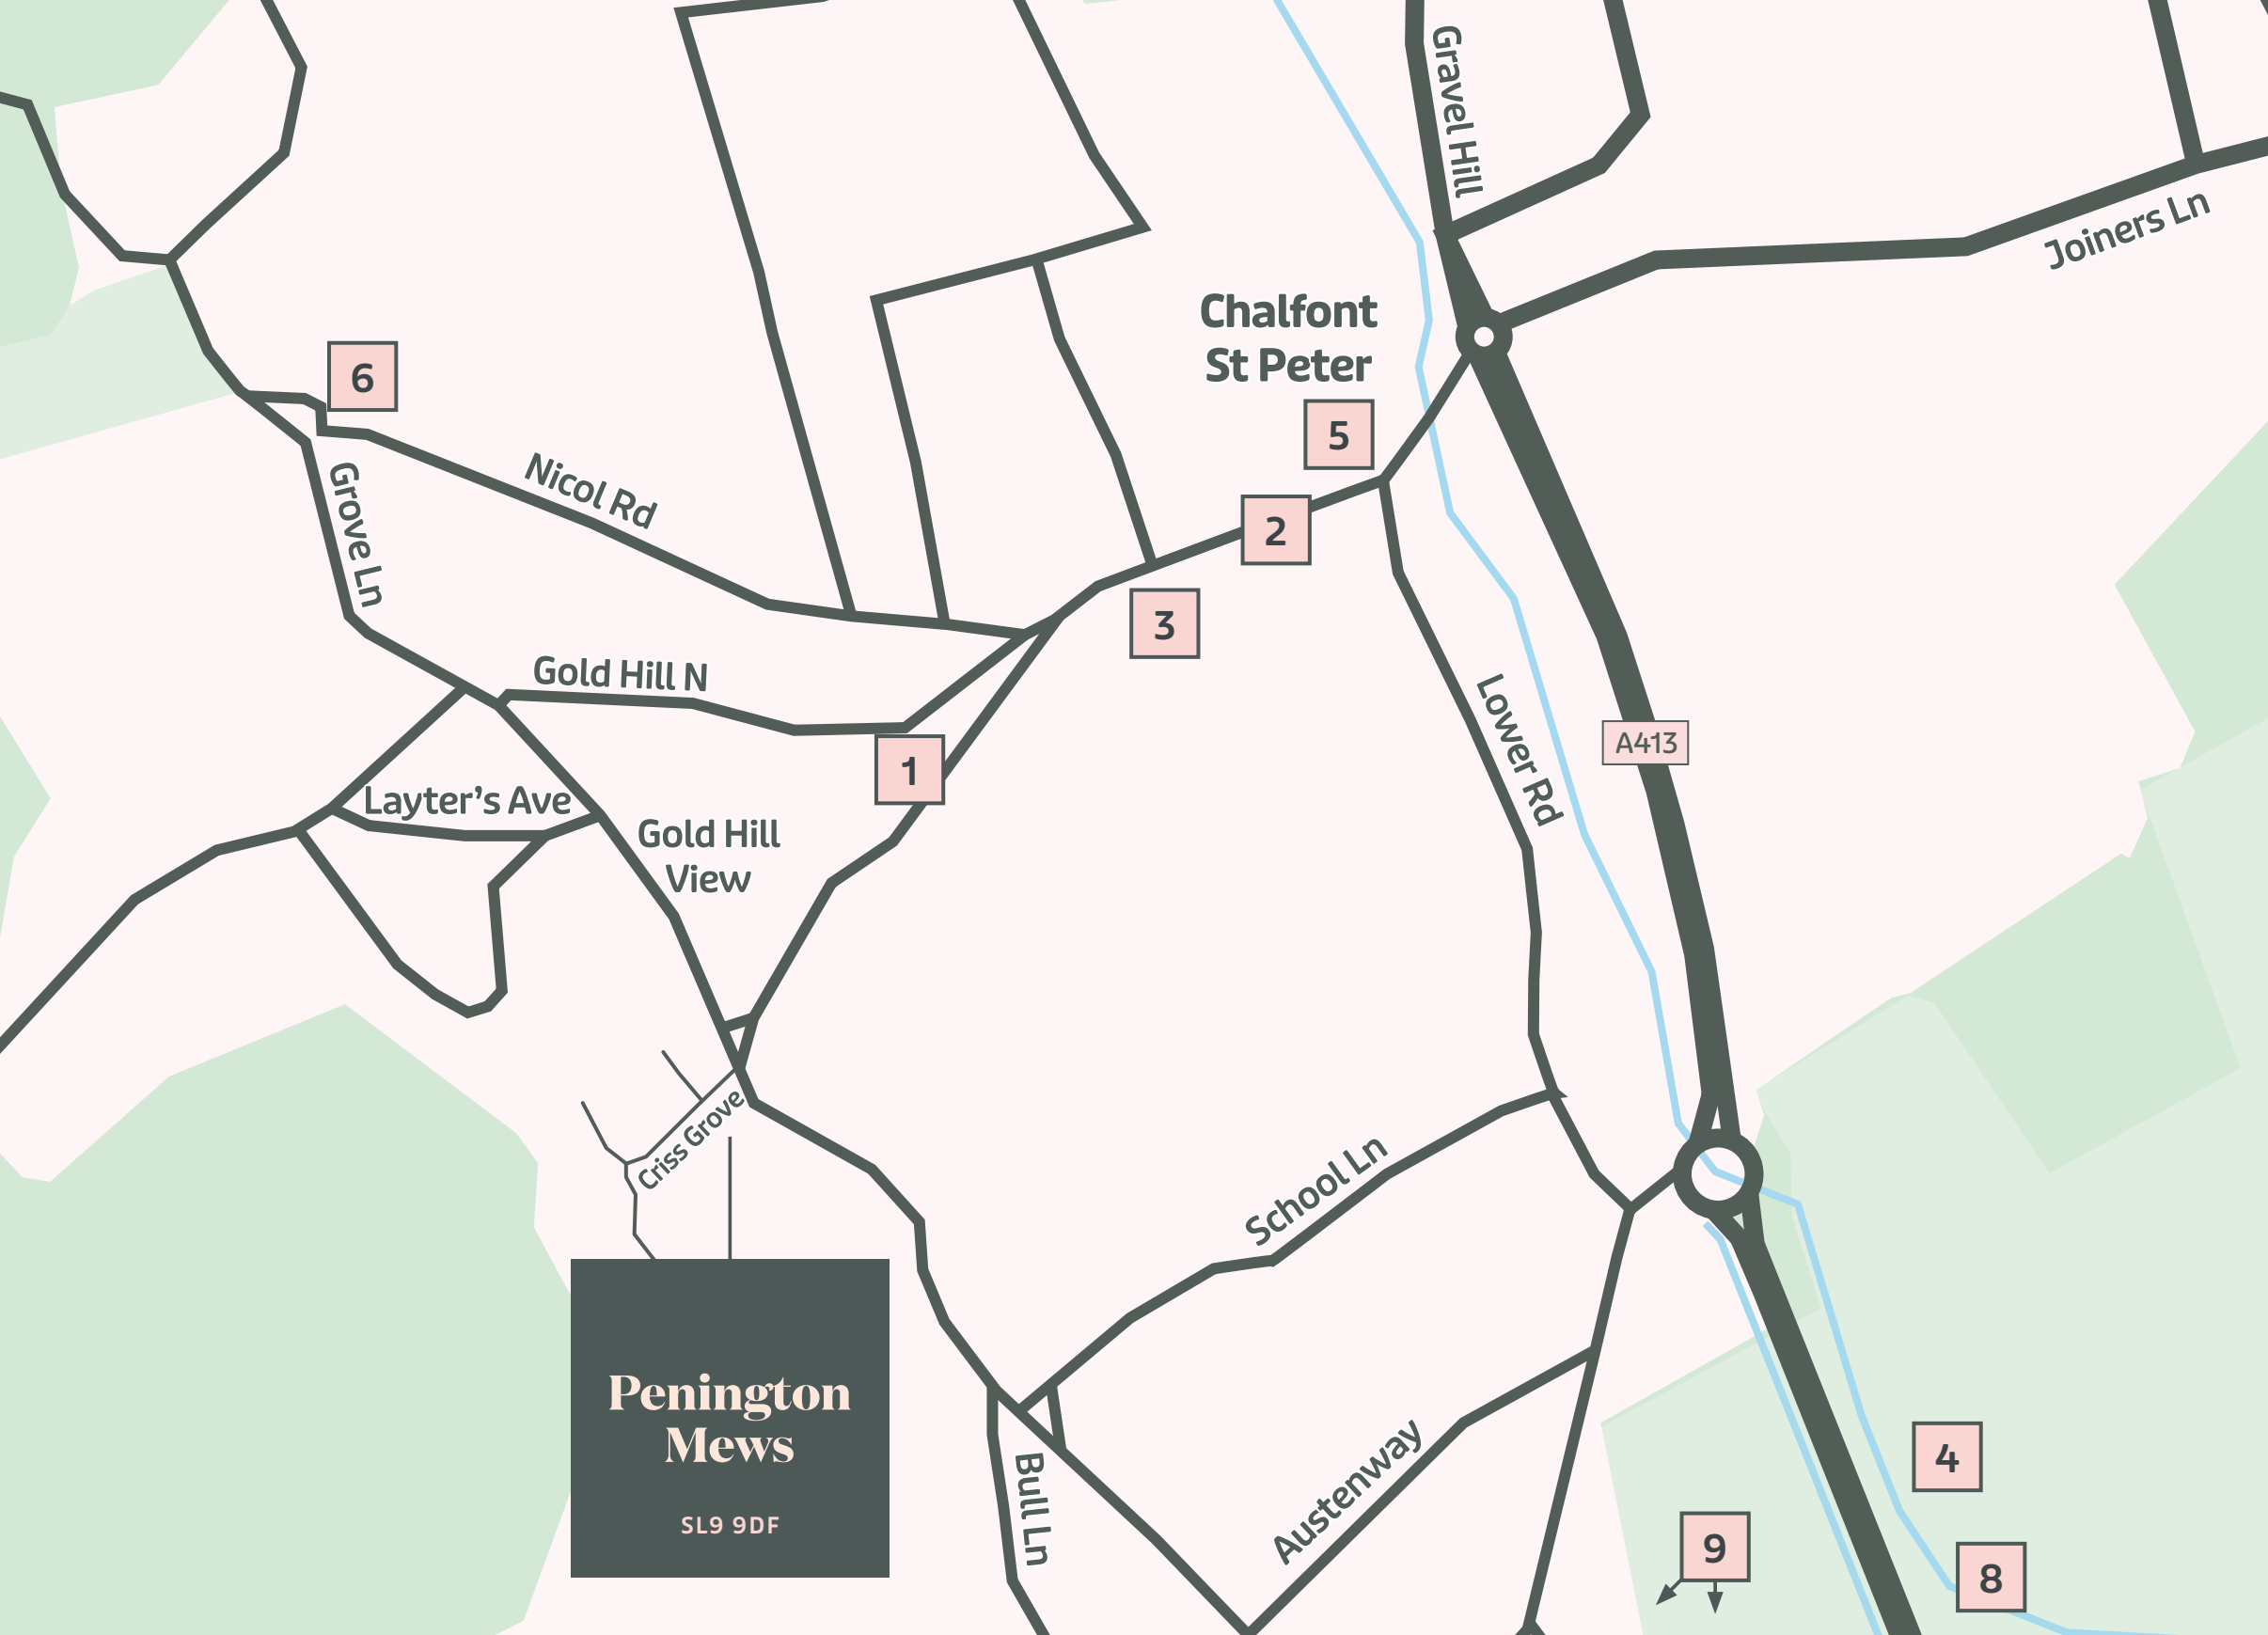 Gravel Hill
Joiners Ln
Chalfont
St Peter
6
5
Nicol Rd
Grove Ln
2
3
Gold Hill N
Lower Rd
A413
1
Layter's Ave
Gold Hill
View
Criss Grove
School Ln
Penington
Mews
SL9 9DF
Bull Ln
Austenway
4
9
8